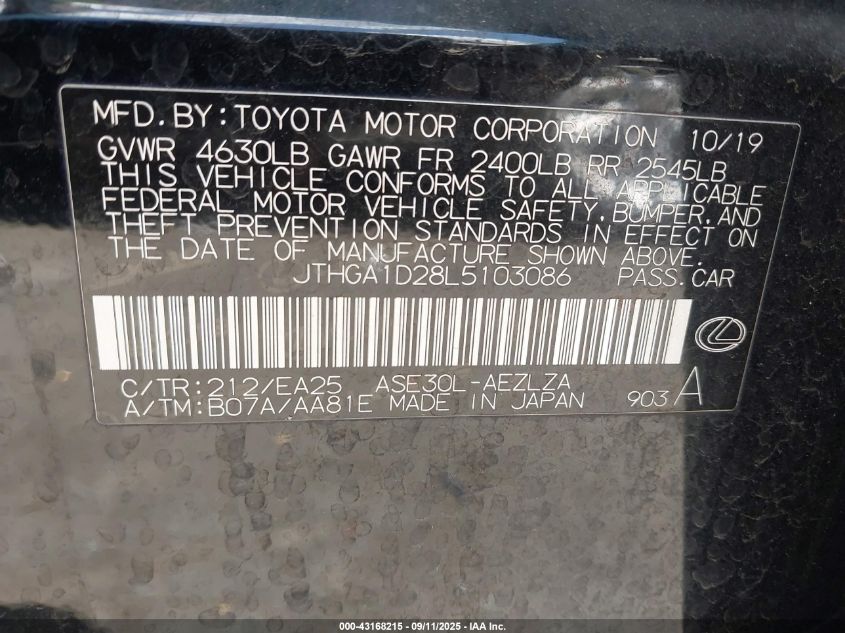 MFD. BY: TOYOTA MOTOR CORPORATION 10/19
GVWR 4630LB GAWR FR 2400LB RR 2545LB
THIS VEHICLE CONFORMS TO ALL APPLICABLE
FEDERAL MOTOR VEHICLE SAFETY, BUMPER, AND
THEFT PREVENTION STANDARDS IN EFFECT ON
THE DATE OF MANUFACTURE SHOWN ABOVE.
JTHGA1D28L5103086 PASS. CAR
C/TR: 212/EA25 ASE30L-AEZLZA
A/TM: B07A/AA81E MADE IN JAPAN 903 A
000-43168215 - 09/11/2025 - IAA Inc.